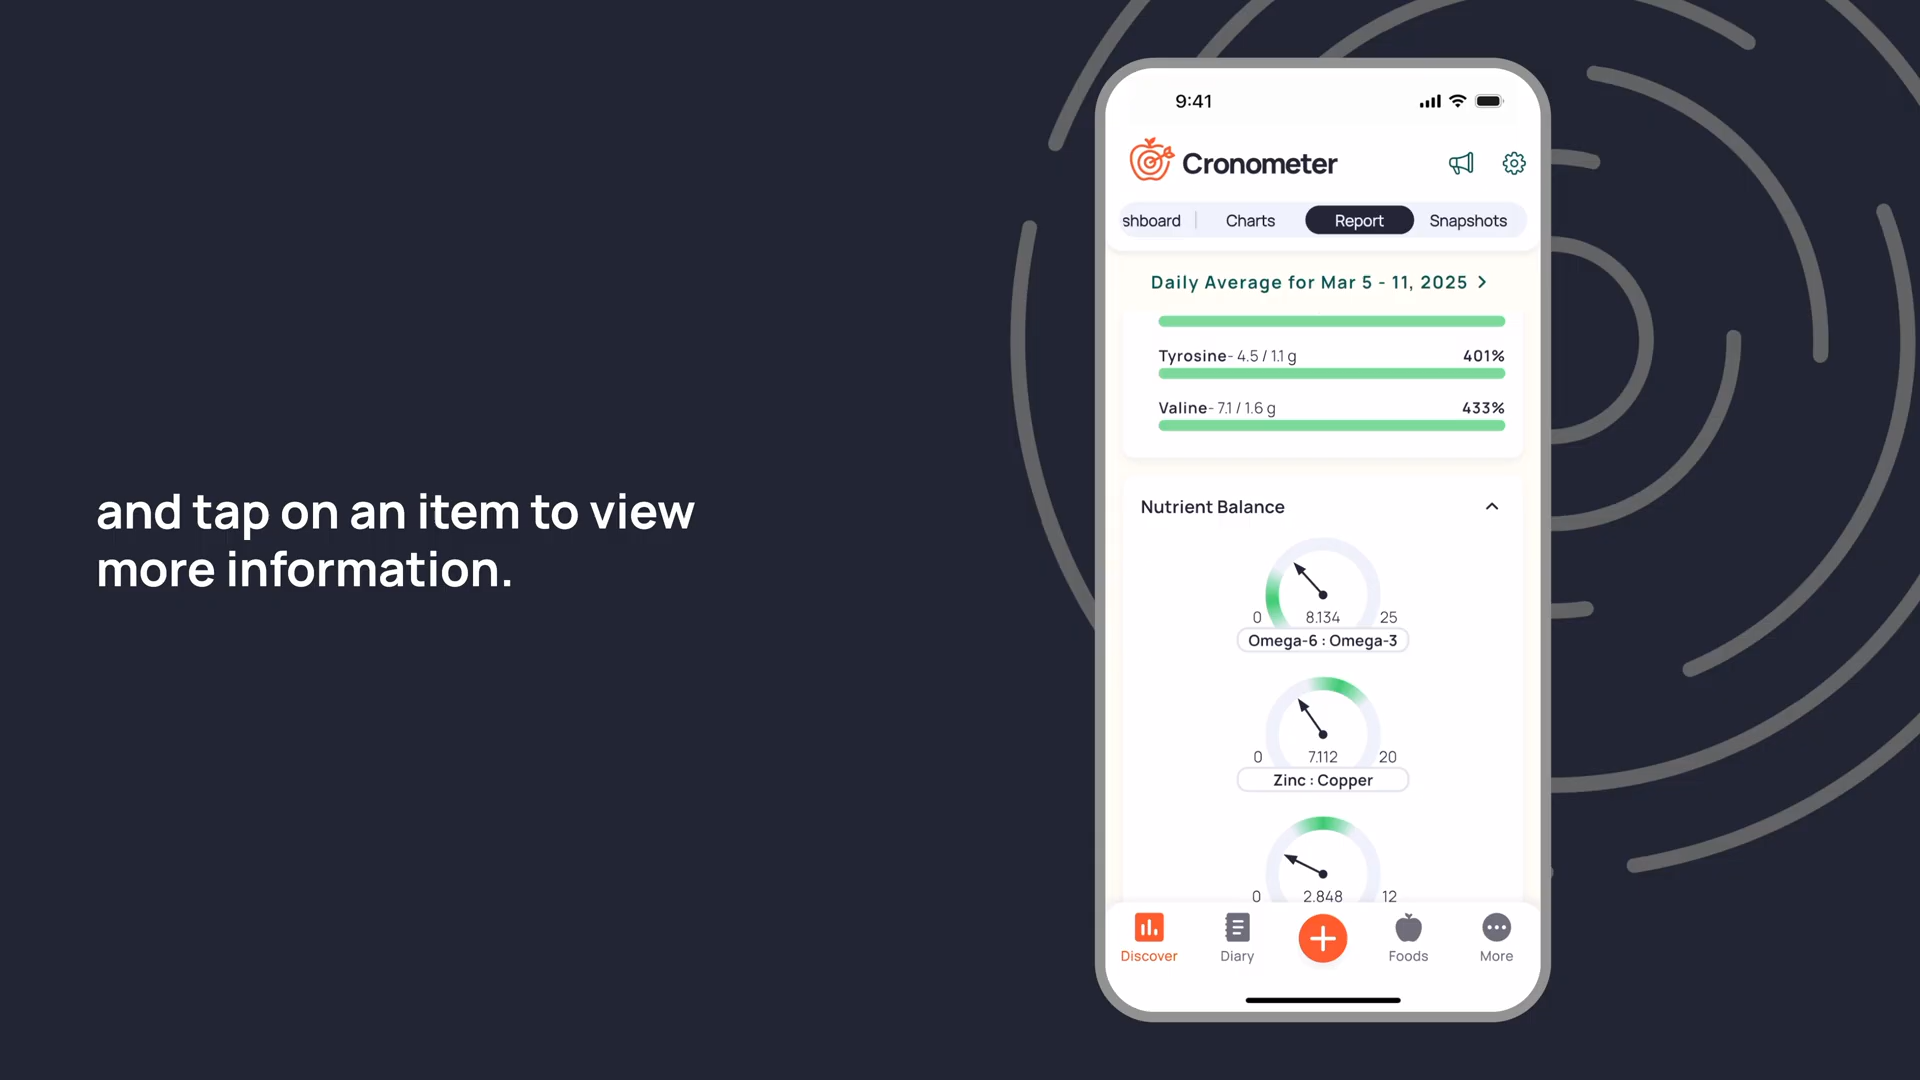 and tap on an item to view
more information.
9:41
Cronometer
shboard Charts Report Snapshots
Daily Average for Mar 5 - 11, 2025
Tyrosine- 4.5 / 1.1 g 401%
Valine- 7.1 / 1.6 g 433%
Nutrient Balance
0 8.134 25
Omega-6 : Omega-3
0 7.112 20
Zinc : Copper
0 2.848 12
Discover Diary Foods More